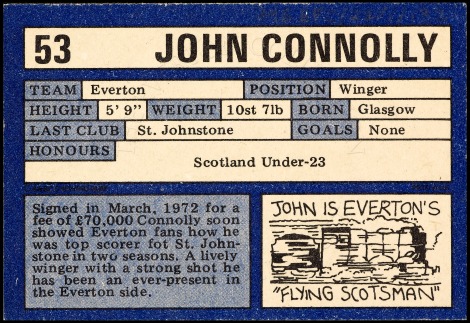 53 JOHN CONNOLLY
TEAM Everton POSITION Winger
HEIGHT 5' 9" WEIGHT 10st 7lb BORN Glasgow
LAST CLUB St. Johnstone GOALS None
HONOURS
Scotland Under-23
Signed in March, 1972 for a
fee of £70,000 Connolly soon
showed Everton fans how he
was top scorer fot St. John-
stone in two seasons. A lively
winger with a strong shot he
has been an ever-present in
the Everton side.
JOHN IS EVERTON'S
"FLYING SCOTSMAN"